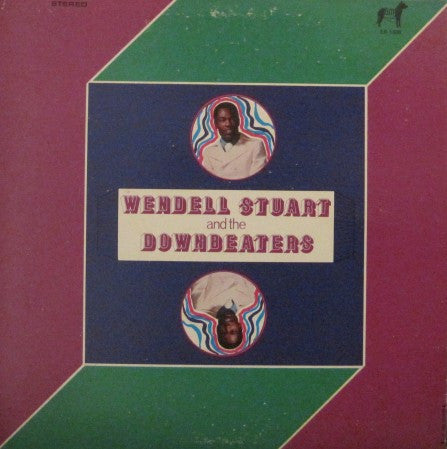 STEREO
WENDELL STUART
and the
DOWNBEATERS